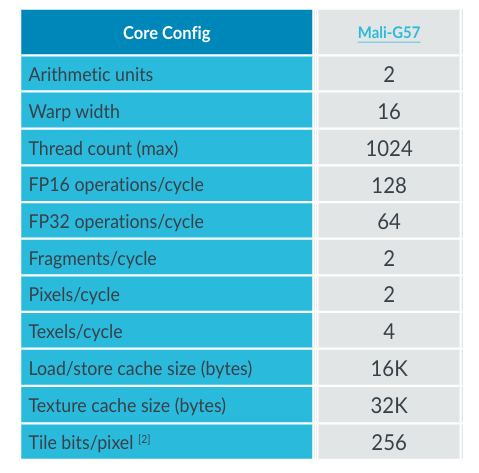 Core Config Mali-G57
Arithmetic units 2
Warp width 16
Thread count (max) 1024
FP16 operations/cycle 128
FP32 operations/cycle 64
Fragments/cycle 2
Pixels/cycle 2
Texels/cycle 4
Load/store cache size (bytes) 16K
Texture cache size (bytes) 32K
Tile bits/pixel [2] 256